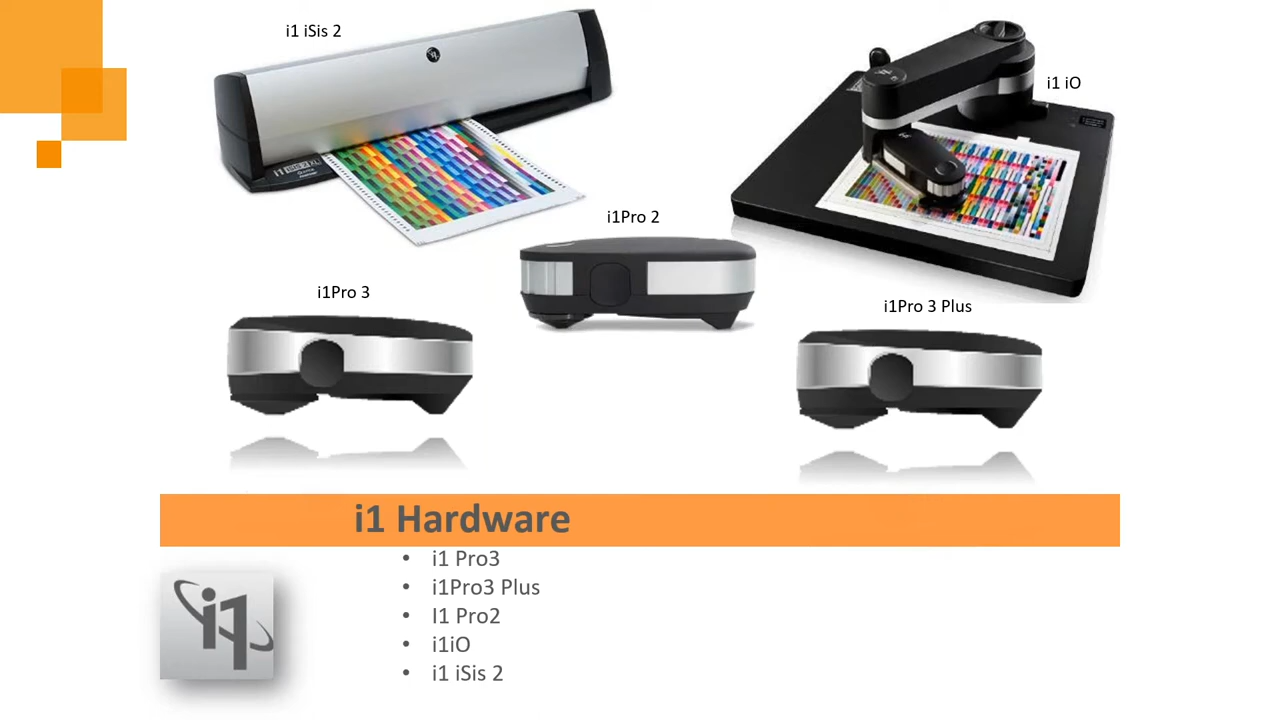 i1 iSis 2
i1 iO
i1Pro 2
i1Pro 3
i1Pro 3 Plus
i1 Hardware
• i1 Pro3
• i1Pro3 Plus
• I1 Pro2
• i1iO
• i1 iSis 2
i1